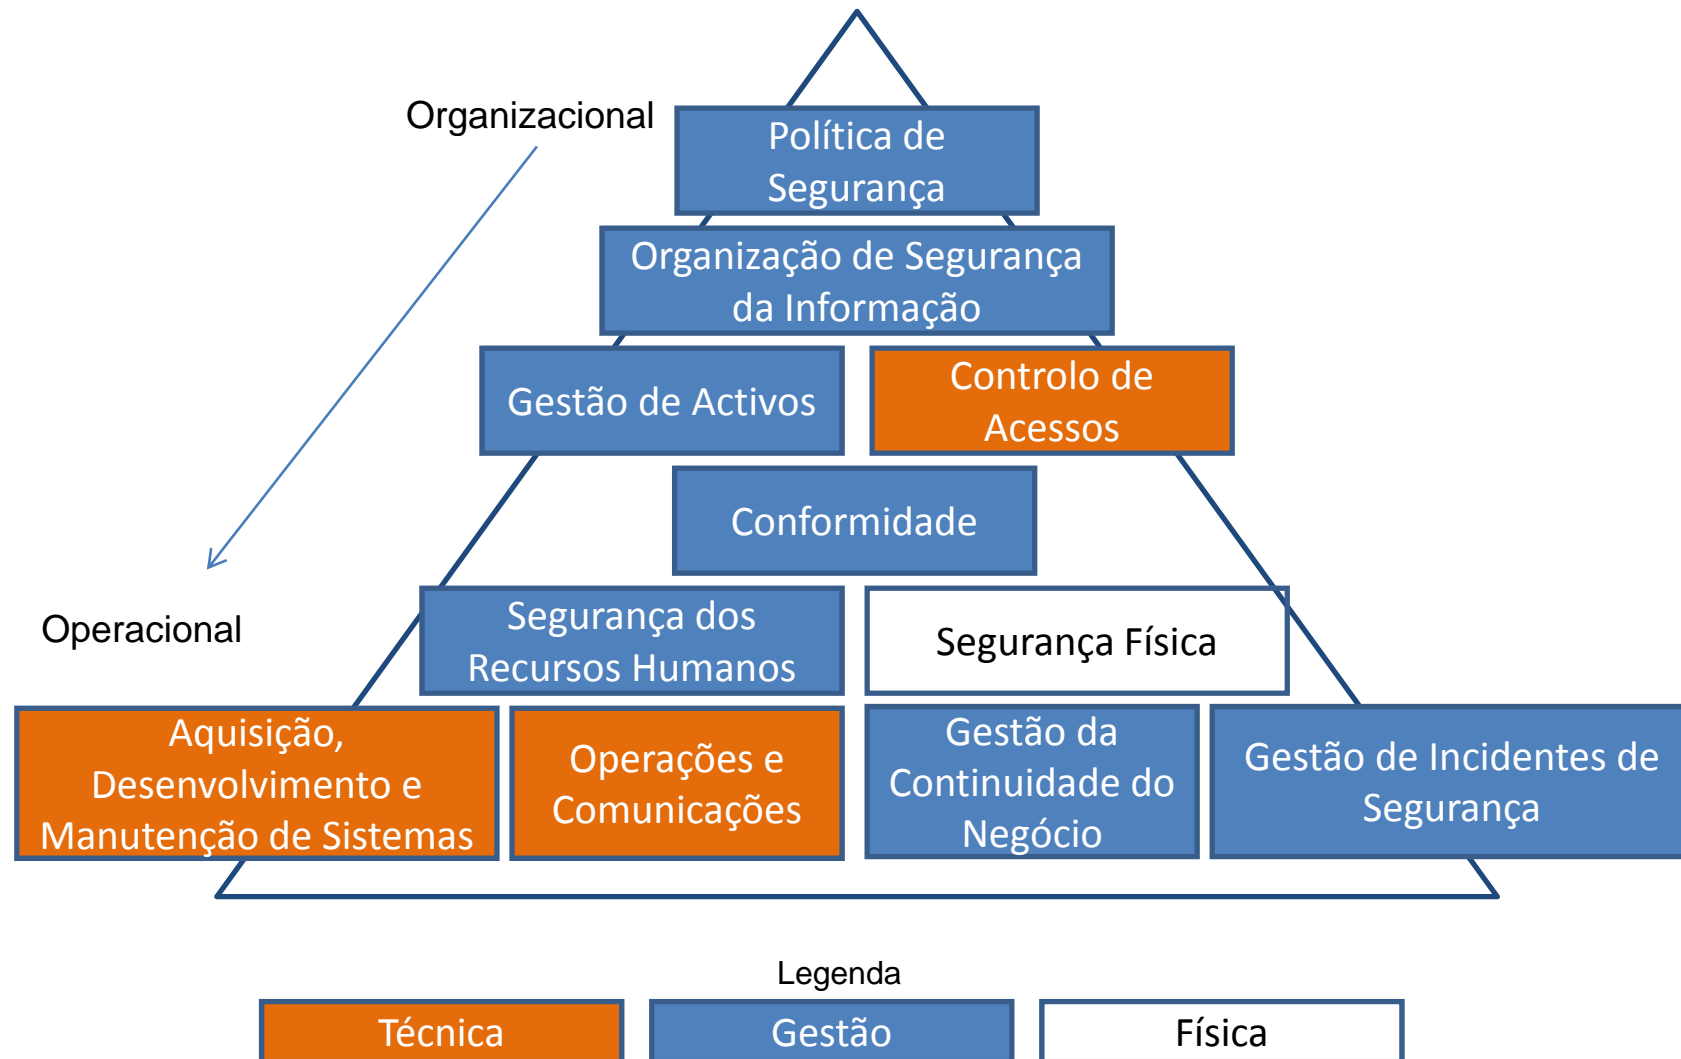 Organizacional
Política de
Segurança
Organização de Segurança
da Informação
Gestão de Activos
Controlo de
Acessos
Conformidade
Operacional
Segurança dos
Recursos Humanos
Segurança Física
Aquisição,
Desenvolvimento e
Manutenção de Sistemas
Operações e
Comunicações
Gestão da
Continuidade do
Negócio
Gestão de Incidentes de
Segurança
Legenda
Técnica
Gestão
Física